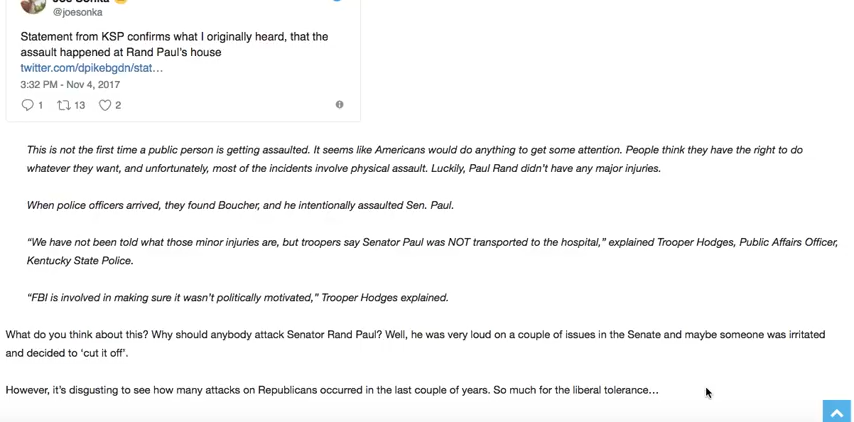 Joe Sonka
@joesonka
Statement from KSP confirms what I originally heard, that the
assault happened at Rand Paul's house
twitter.com/dpikebgdn/stat…
3:32 PM - Nov 4, 2017
1 13 2
This is not the first time a public person is getting assaulted. It seems like Americans would do anything to get some attention. People think they have the right to do
whatever they want, and unfortunately, most of the incidents involve physical assault. Luckily, Paul Rand didn't have any major injuries.
When police officers arrived, they found Boucher, and he intentionally assaulted Sen. Paul.
“We have not been told what those minor injuries are, but troopers say Senator Paul was NOT transported to the hospital,” explained Trooper Hodges, Public Affairs Officer,
Kentucky State Police.
“FBI is involved in making sure it wasn't politically motivated,” Trooper Hodges explained.
What do you think about this? Why should anybody attack Senator Rand Paul? Well, he was very loud on a couple of issues in the Senate and maybe someone was irritated
and decided to ‘cut it off’.
However, it's disgusting to see how many attacks on Republicans occurred in the last couple of years. So much for the liberal tolerance…